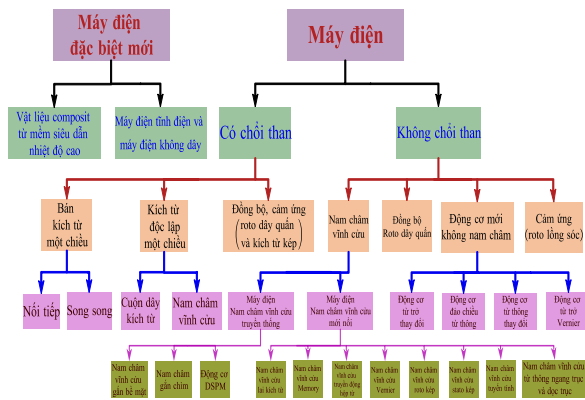 Máy điện
đặc biệt mới
Máy điện
Vật liệu composit
từ mềm siêu dẫn
nhiệt độ cao
Máy điện tĩnh điện và
máy điện không dây
Có chổi than
Không chổi than
Bán
kích từ
một chiều
Kích từ
độc lập
một chiều
Đồng bộ, cảm ứng
(roto dây quấn)
và kích từ kép
Nam châm
vĩnh cửu
Đồng bộ
Roto dây quấn
Động cơ mới
không nam châm
Cảm ứng
(roto lồng sóc)
Nối tiếp
Song song
Cuộn dây
kích từ
Nam châm
vĩnh cửu
Máy điện
Nam châm vĩnh cửu
truyền thống
Máy điện
Nam châm vĩnh cửu
mới nổi
Động cơ
từ trở
thay đổi
Động cơ
đảo chiều
từ thông
Động cơ
từ thông
thay đổi
Động cơ
từ trở
Vernier
Nam châm
vĩnh cửu
gắn bề mặt
Nam châm
gắn chìm
Động cơ
DSPM
Nam châm
vĩnh cửu
lai kích từ
Nam châm
vĩnh cửu
Memory
Nam châm
vĩnh cửu
truyền động
hộp từ
Nam châm
vĩnh cửu
Vernier
Nam châm
vĩnh cửu
roto kép
Nam châm
vĩnh cửu
stato kép
Nam châm
vĩnh cửu
tuyến tính
Nam châm vĩnh cửu
từ thông ngang trục
và dọc trục